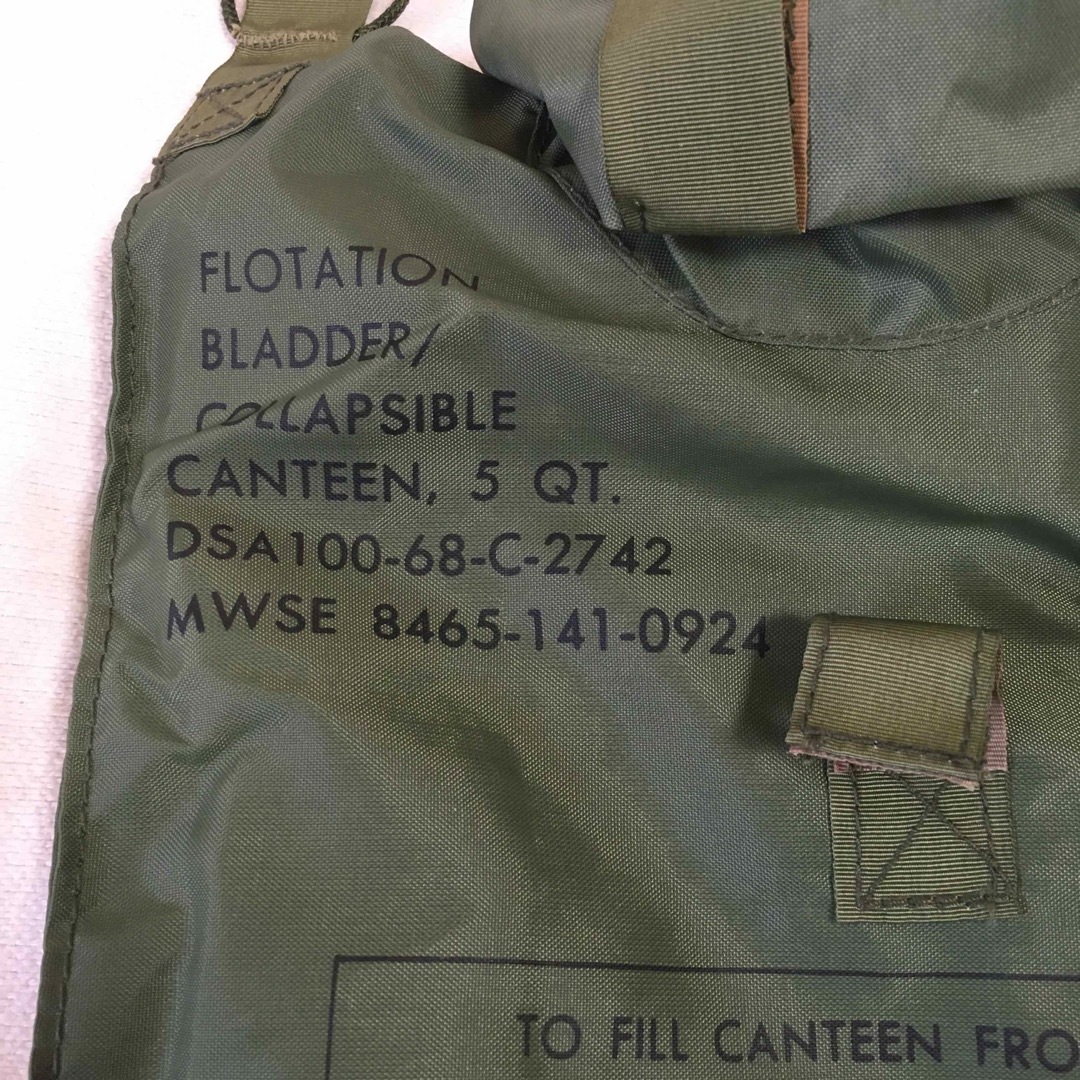 FLOTATION
BLADDER/
COLLAPSIBLE
CANTEEN, 5 QT.
DSA100-68-C-2742
MWSE 8465-141-0924
TO FILL CANTEEN FRO